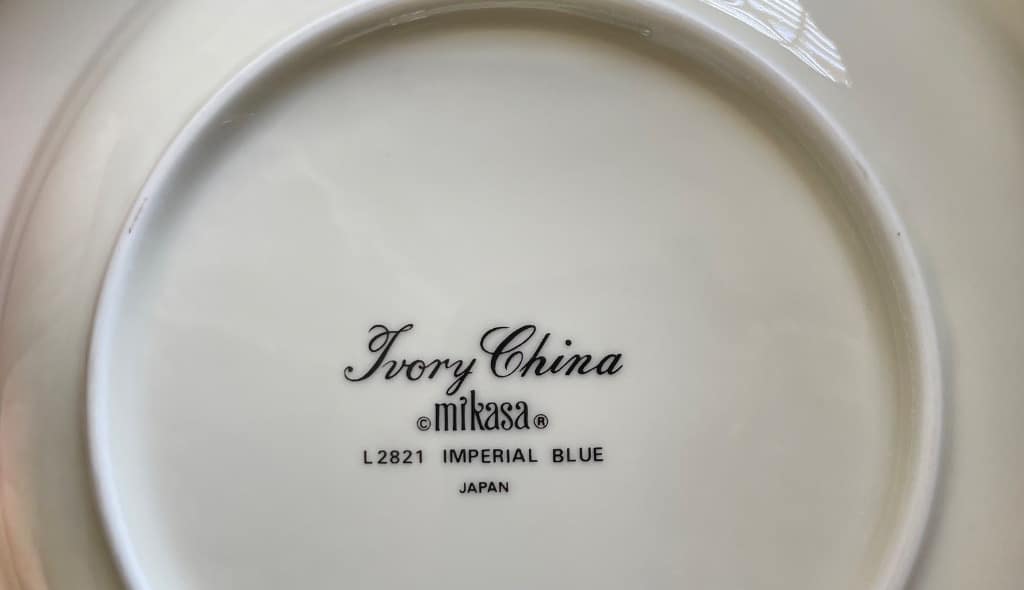 Ivory China
©mikasa®
L2821 IMPERIAL BLUE
JAPAN